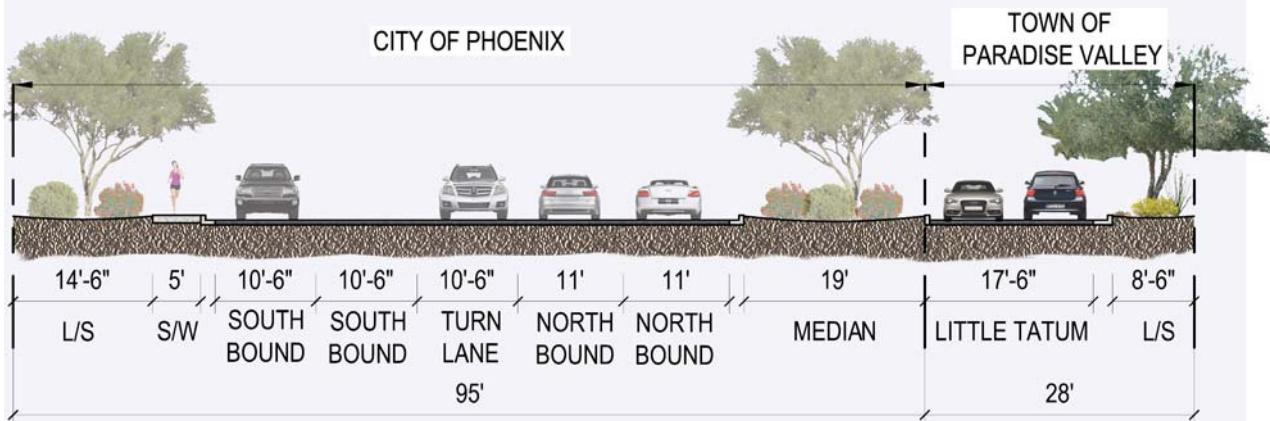 CITY OF PHOENIX
TOWN OF
PARADISE VALLEY
14'-6" 5' 10'-6" 10'-6" 10'-6" 11' 11' 19' 17'-6" 8'-6"
L/S S/W SOUTH SOUTH TURN NORTH NORTH MEDIAN LITTLE TATUM L/S
BOUND BOUND LANE BOUND BOUND
95' 28'